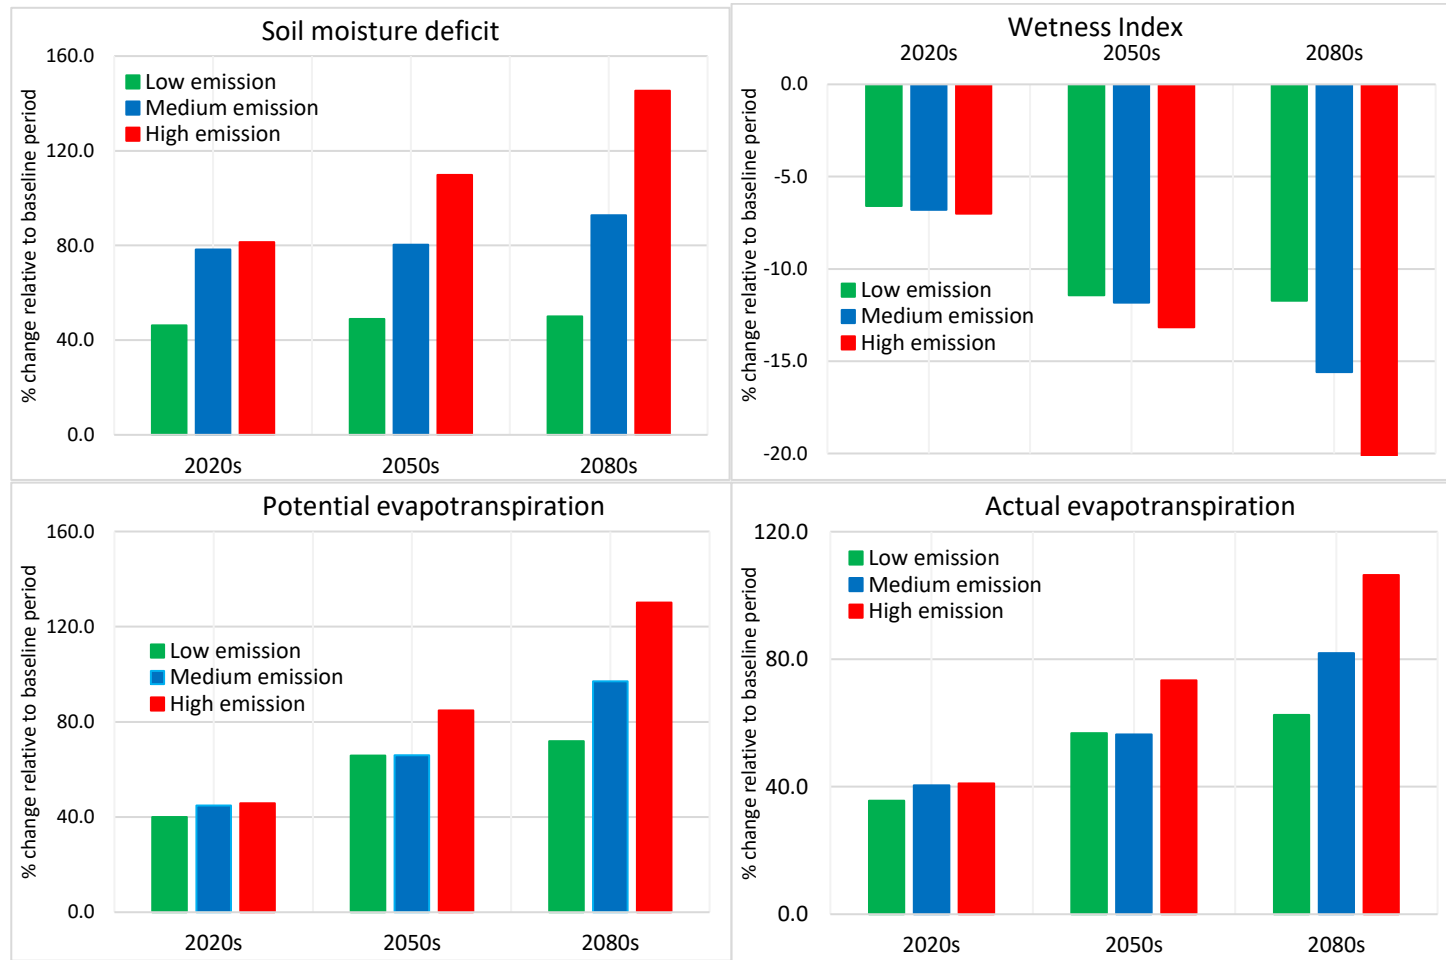 Soil moisture deficit
% change relative to baseline period
160.0
120.0
80.0
40.0
0.0
Low emission
Medium emission
High emission
2020s 2050s 2080s
Wetness Index
2020s 2050s 2080s
% change relative to baseline period
0.0
-5.0
-10.0
-15.0
-20.0
Low emission
Medium emission
High emission
Potential evapotranspiration
% change relative to baseline period
160.0
120.0
80.0
40.0
0.0
Low emission
Medium emission
High emission
2020s 2050s 2080s
Actual evapotranspiration
% change relative to baseline period
120.0
80.0
40.0
0.0
Low emission
Medium emission
High emission
2020s 2050s 2080s